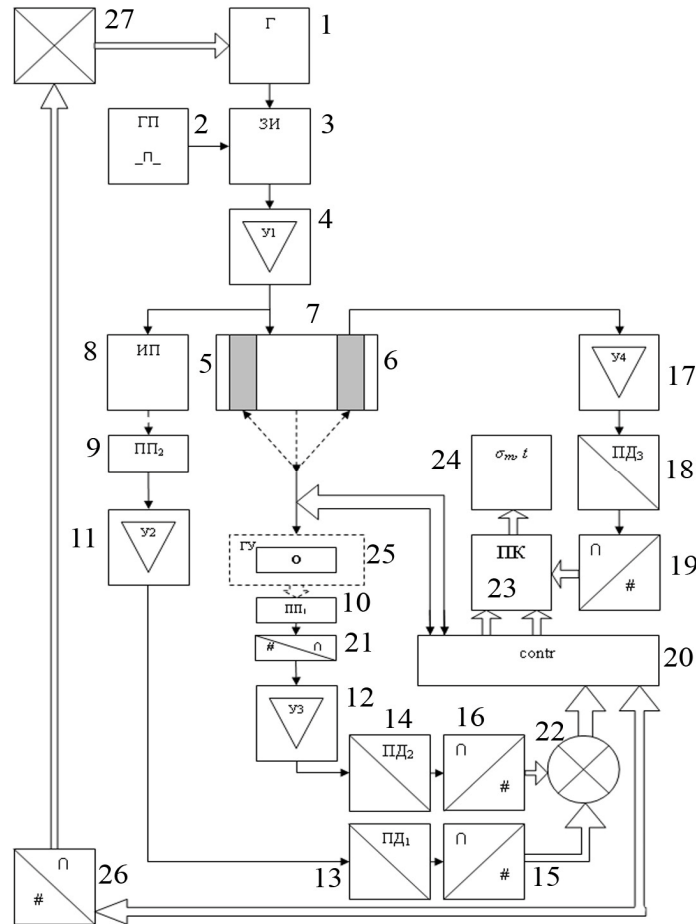 27
Г
1
ГП
_П_
2
ЗИ
3
У1
4
7
8
ИП
5
6
У4
17
9
ПП₂
24
σₘ, t
ПД₃
18
11
У2
ГУ
О
25
ПК
23
∩
#
19
ПП₁
10
# ∩
21
contr
20
У3
12
14
ПД₂
16
∩
#
22
ПД₁
13
∩
#
15
∩
#
26